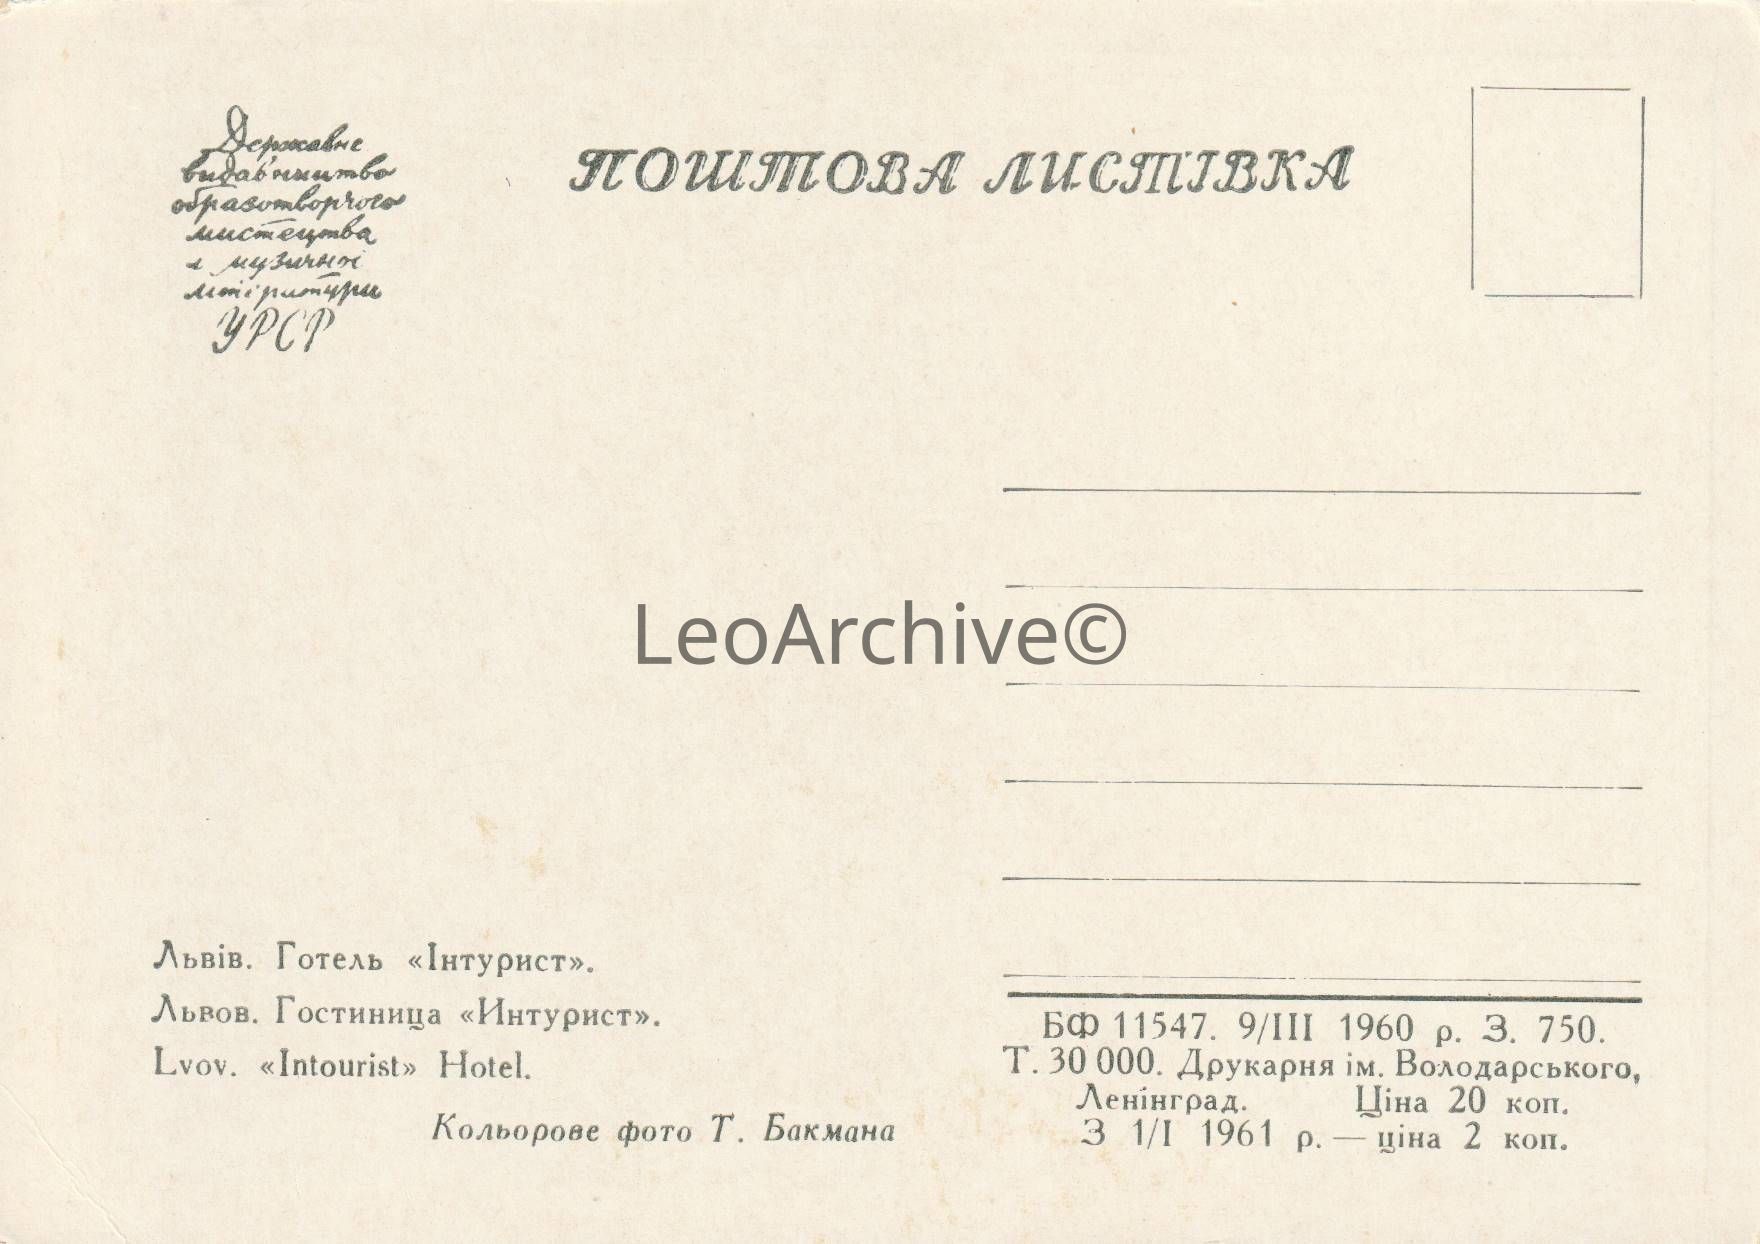 Державне
видавництво
образотворчого
мистецтва
і музичної
літератури
УРСР
ПОШТОВА ЛИСТІВКА
LeoArchive©
Львів. Готель «Інтурист».
Львов. Гостиница «Интурист».
Lvov. «Intourist» Hotel.
Кольорове фото Т. Бакмана
БФ 11547. 9/III 1960 р. З. 750.
Т. 30 000. Друкарня ім. Володарського,
Ленінград. Ціна 20 коп.
З 1/I 1961 р. — ціна 2 коп.